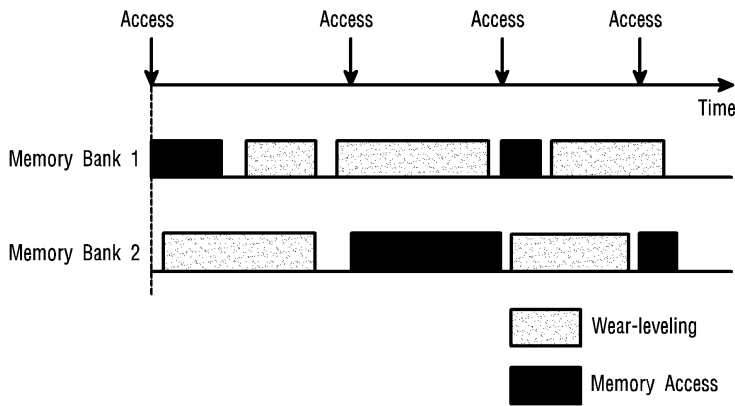 Access Access Access Access
Time
Memory Bank 1
Memory Bank 2
Wear-leveling
Memory Access